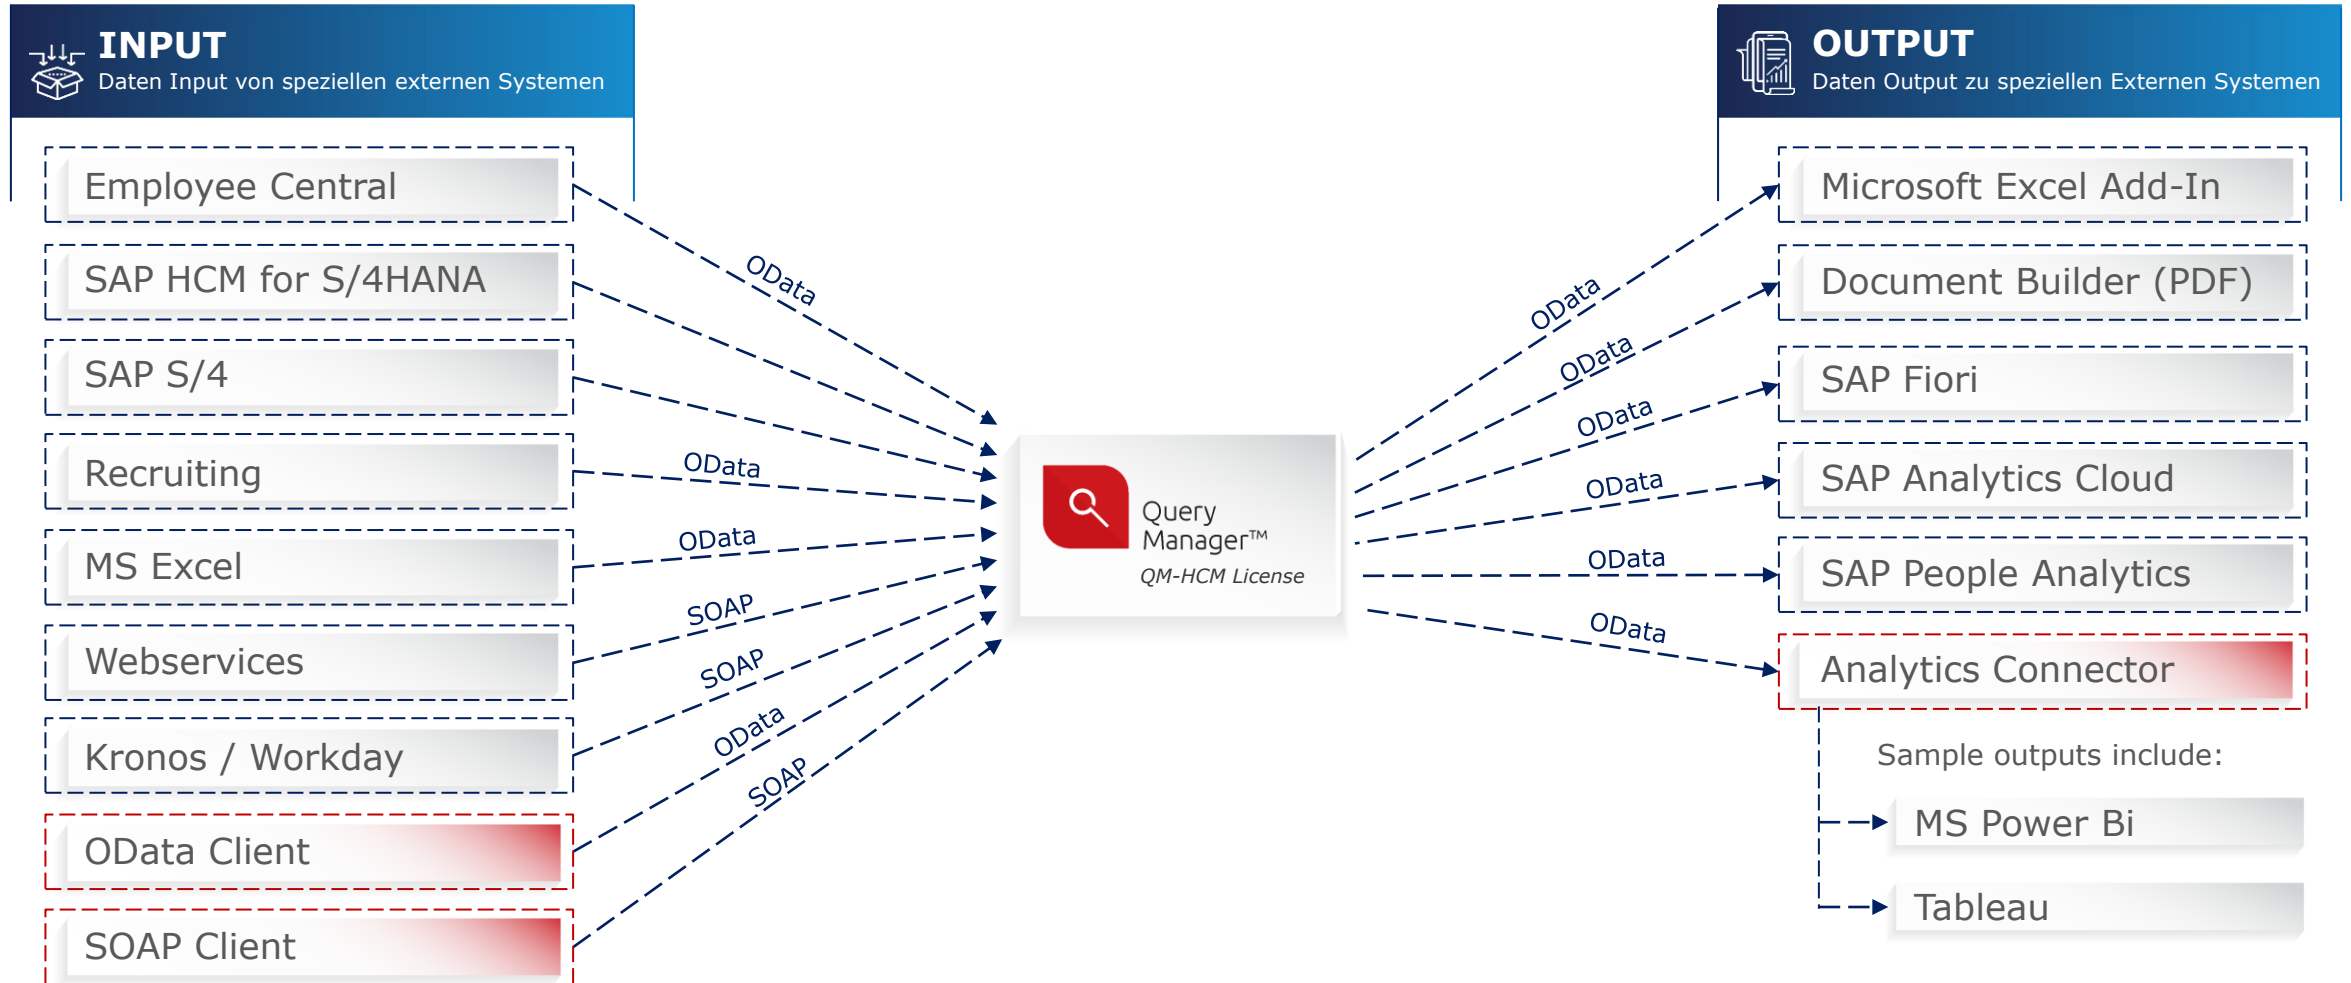 INPUT
Daten Input von speziellen externen Systemen
Employee Central
SAP HCM for S/4HANA
SAP S/4
Recruiting
MS Excel
Webservices
Kronos / Workday
OData Client
SOAP Client
OData
OData
OData
SOAP
SOAP
OData
SOAP
Query
Manager™
QM-HCM License
OData
OData
OData
OData
OData
OData
OUTPUT
Daten Output zu speziellen Externen Systemen
Microsoft Excel Add-In
Document Builder (PDF)
SAP Fiori
SAP Analytics Cloud
SAP People Analytics
Analytics Connector
Sample outputs include:
MS Power Bi
Tableau